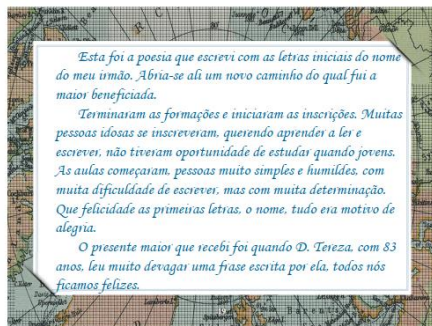 Esta foi a poesia que escrevi com as letras iniciais do nome
do meu irmão. Abria-se ali um novo caminho do qual fui a
maior beneficiada.
Terminaram as formações e iniciaram as inscrições. Muitas
pessoas idosas se inscreveram, querendo aprender a ler e
escrever, não tiveram oportunidade de estudar quando jovens.
As aulas começaram, pessoas muito simples e humildes, com
muita dificuldade de escrever, mas com muita determinação.
Que felicidade as primeiras letras, o nome, tudo era motivo de
alegria.
O presente maior que recebi foi quando D. Tereza, com 83
anos, leu muito devagar uma frase escrita por ela, todos nós
ficamos felizes.